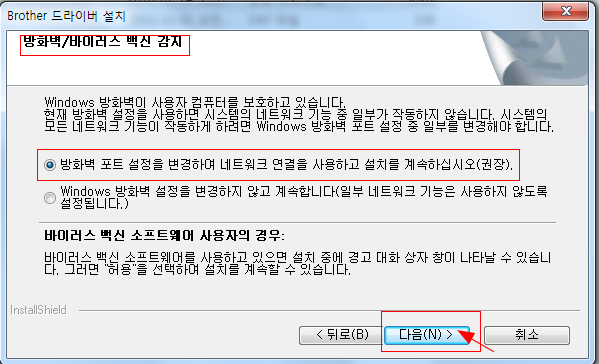 Brother 드라이버 설치
방화벽/바이러스 백신 감지
Windows 방화벽이 사용자 컴퓨터를 보호하고 있습니다.
현재 방화벽 설정을 사용하면 시스템의 네트워크 기능 중 일부가 작동하지 않습니다. 시스템의
모든 네트워크 기능이 작동하게 하려면 Windows 방화벽 포트 설정 중 일부를 변경해야 합니다.
방화벽 포트 설정을 변경하여 네트워크 연결을 사용하고 설치를 계속하십시오(권장).
Windows 방화벽 설정을 변경하지 않고 계속합니다(일부 네트워크 기능은 사용하지 않도록
설정됩니다.)
바이러스 백신 소프트웨어 사용자의 경우:
바이러스 백신 소프트웨어를 사용하고 있으면 설치 중에 경고 대화 상자 창이 나타날 수 있습니
다. 그러면 "허용"을 선택하여 설치를 계속할 수 있습니다.
InstallShield
< 뒤로(B) 다음(N) > 취소